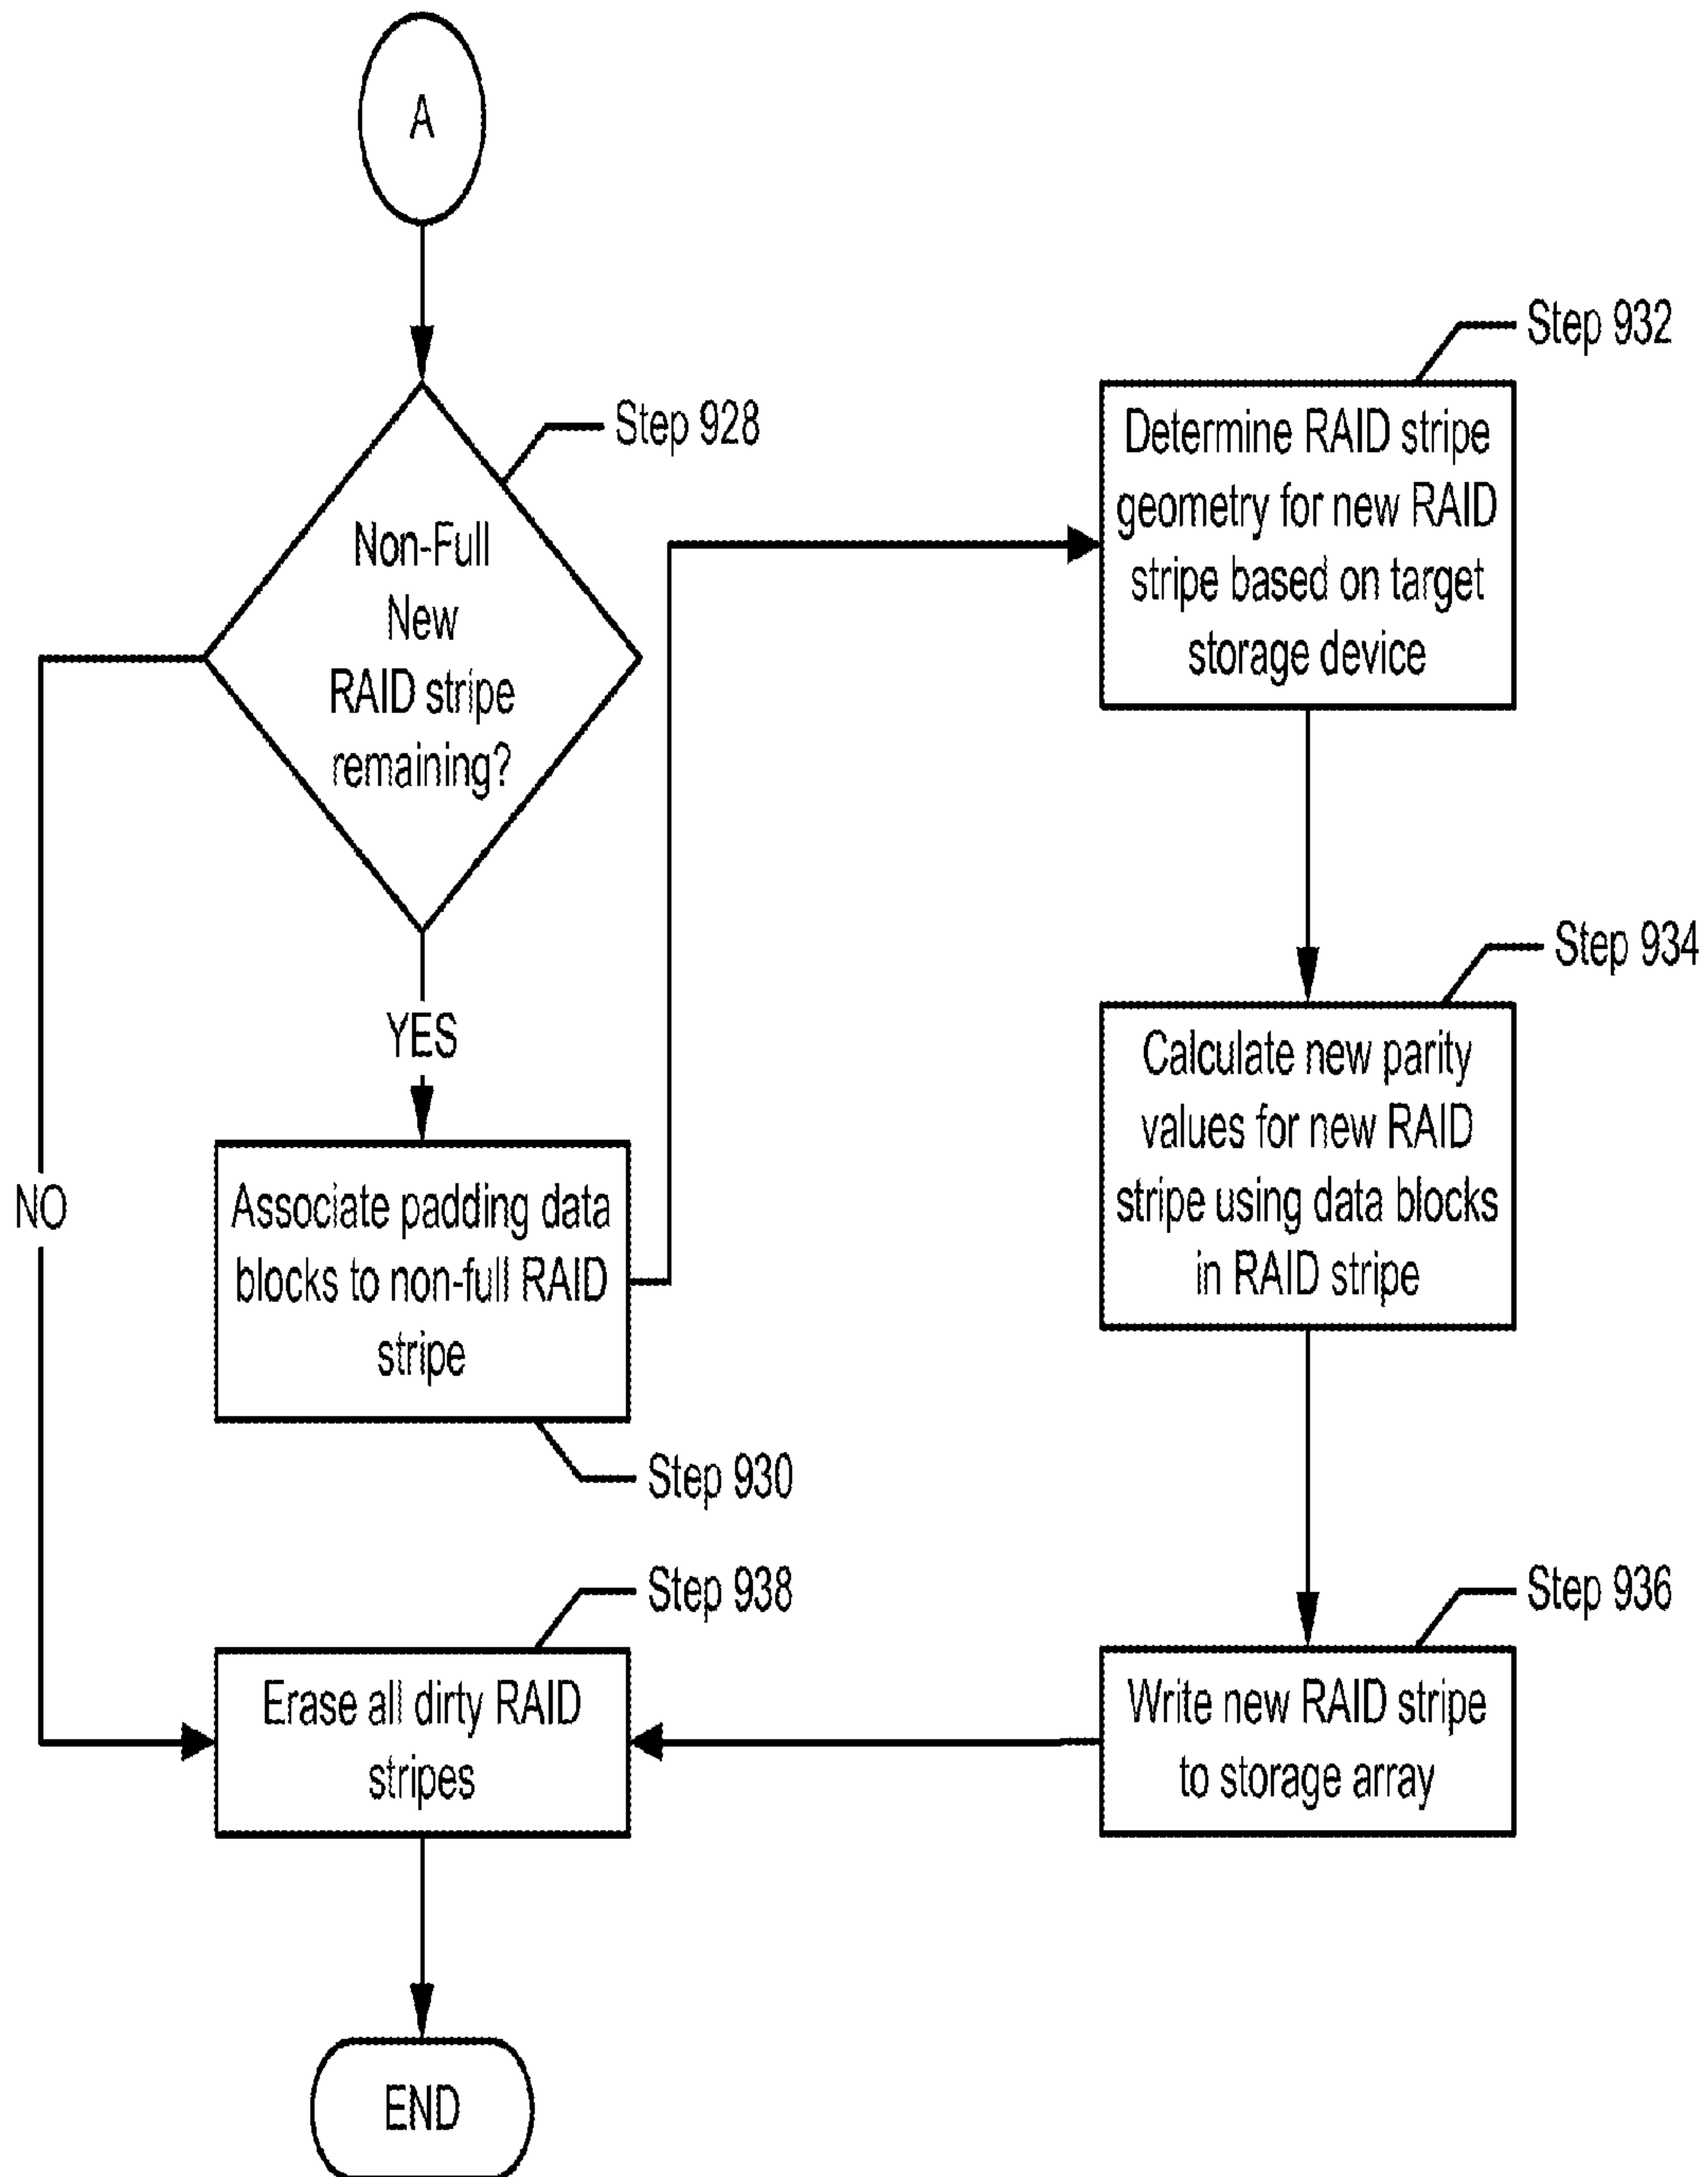 A
Step 928
Non-Full
New
RAID stripe
remaining?
NO
YES
Associate padding data
blocks to non-full RAID
stripe
Step 930
Step 932
Determine RAID stripe
geometry for new RAID
stripe based on target
storage device
Step 934
Calculate new parity
values for new RAID
stripe using data blocks
in RAID stripe
Step 936
Write new RAID stripe
to storage array
Step 938
Erase all dirty RAID
stripes
END